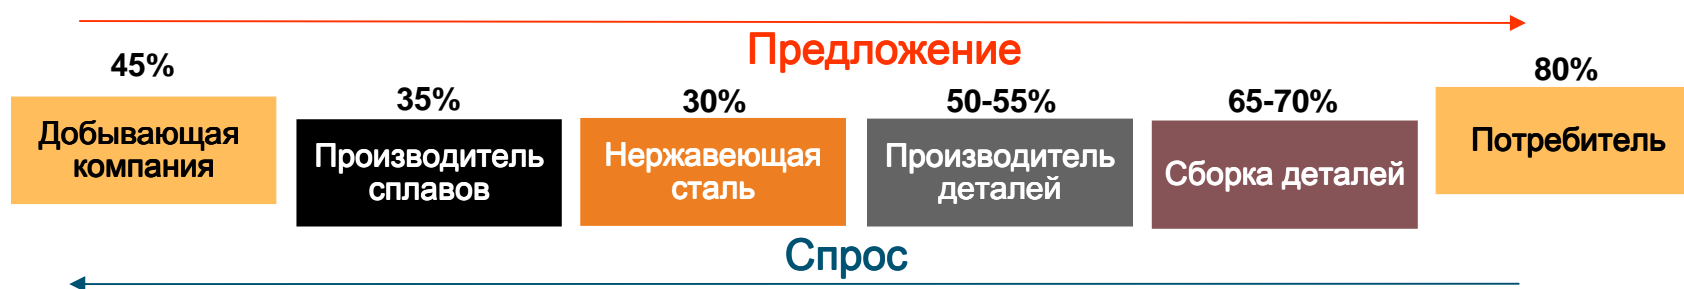 Предложение
45%
Добывающая
компания
35%
Производитель
сплавов
30%
Нержавеющая
сталь
50-55%
Производитель
деталей
65-70%
Сборка деталей
80%
Потребитель
Спрос